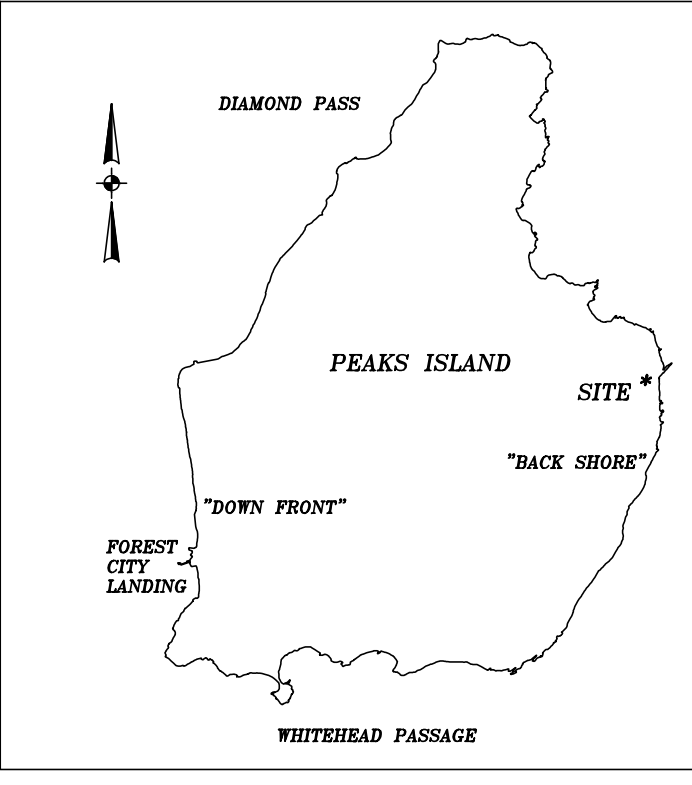 DIAMOND PASS
PEAKS ISLAND
SITE *
"BACK SHORE"
"DOWN FRONT"
FOREST
CITY
LANDING
WHITEHEAD PASSAGE